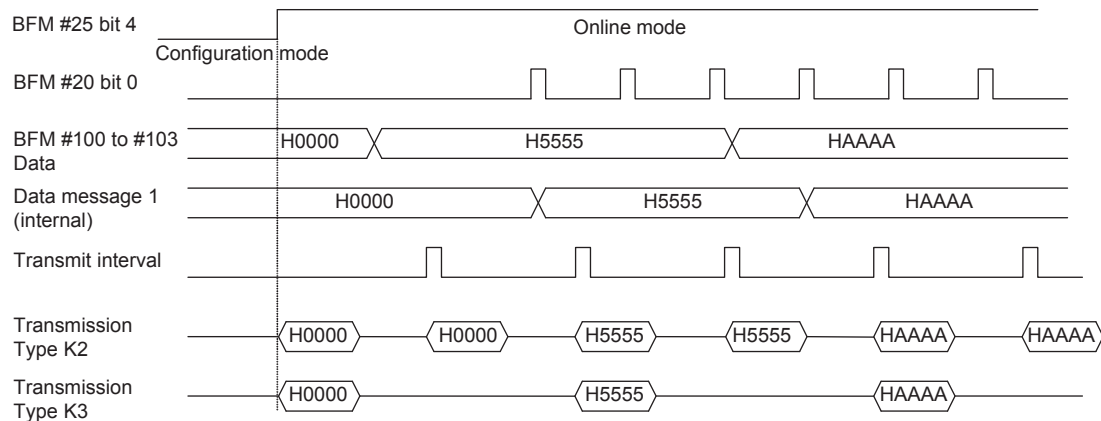 BFM #25 bit 4
Online mode
Configuration mode
BFM #20 bit 0
BFM #100 to #103
Data
H0000 H5555 HAAAA
Data message 1
(internal)
H0000 H5555 HAAAA
Transmit interval
Transmission
Type K2
H0000 H0000 H5555 H5555 HAAAA HAAAA
Transmission
Type K3
H0000 H5555 HAAAA